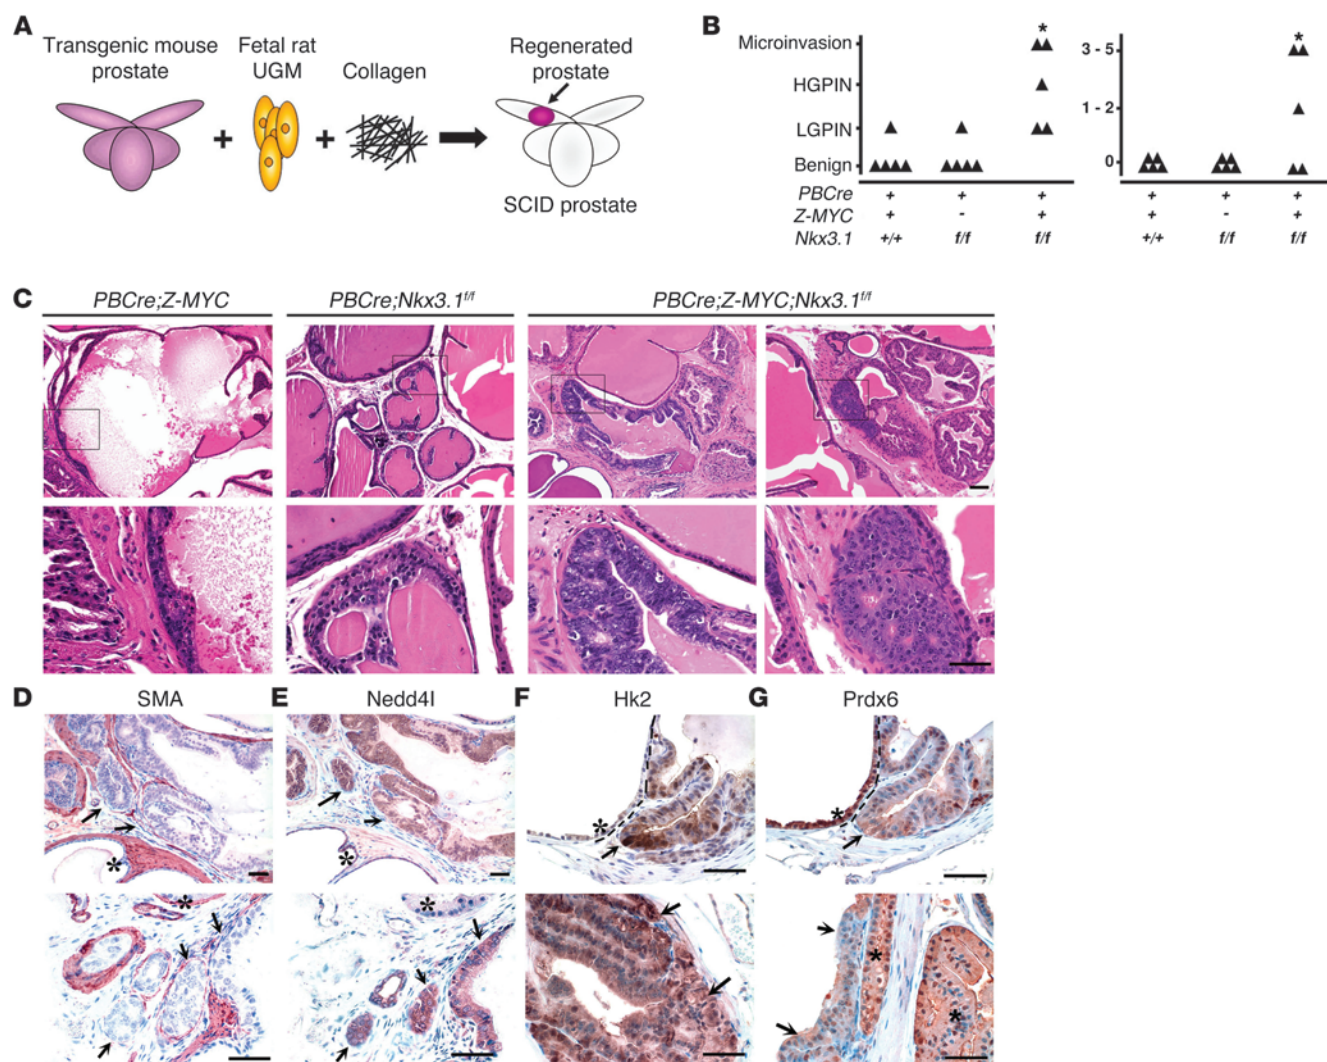 A
Transgenic mouse
prostate
Fetal rat
UGM
Collagen
Regenerated
prostate
+
+
SCID prostate
B
Microinvasion
HGPIN
LGPIN
Benign
*
PBCre + + +
Z-MYC + - +
Nkx3.1 +/+ f/f f/f
3 - 5
1 - 2
0
*
+ + +
+ - +
+/+ f/f f/f
C
PBCre;Z-MYC
PBCre;Nkx3.1f/f
PBCre;Z-MYC;Nkx3.1f/f
D
SMA
E
Nedd4l
F
Hk2
G
Prdx6
*
*
*
*
*
*
*
*